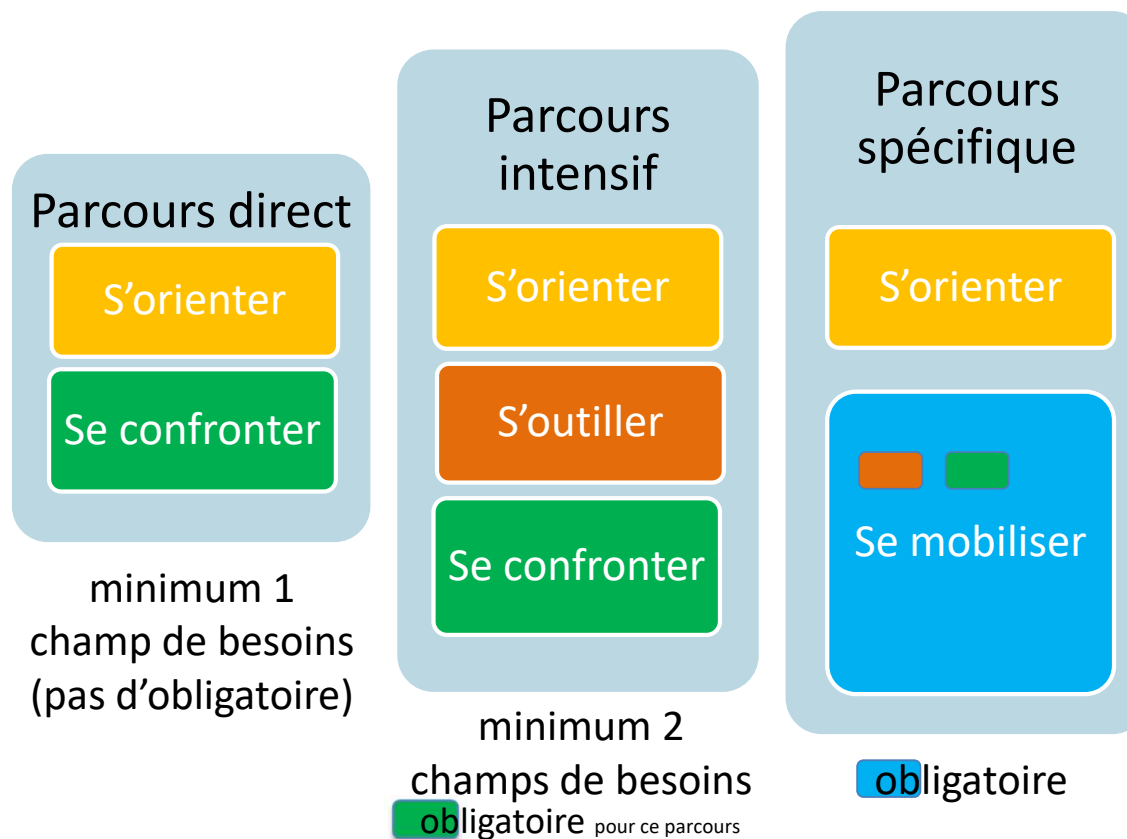 Parcours direct
S’orienter
Se confronter
minimum 1
champ de besoins
(pas d’obligatoire)
Parcours
intensif
S’orienter
S’outiller
Se confronter
minimum 2
champs de besoins
obligatoire pour ce parcours
Parcours
spécifique
S’orienter
Se mobiliser
obligatoire